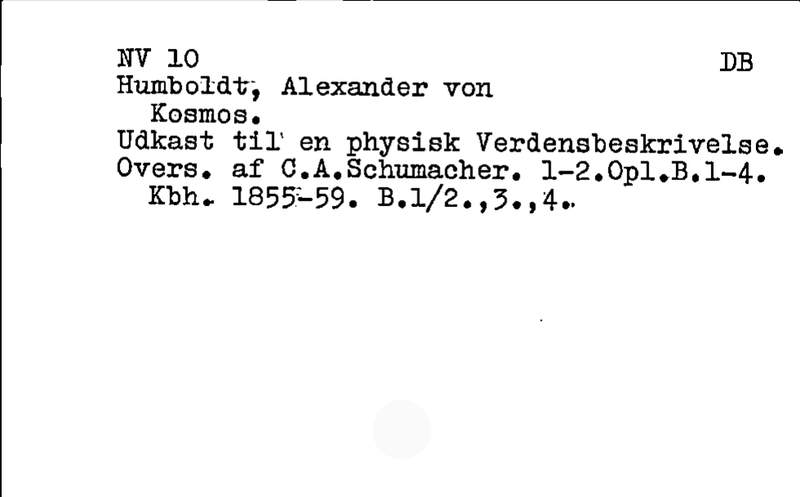 NV 10 DB
Humboldt, Alexander von
Kosmos.
Udkast til en physisk Verdensbeskrivelse.
Overs. af C.A.Schumacher. 1-2.Opl.B.1-4.
Kbh. 1855-59. B.1/2.,3.,4.